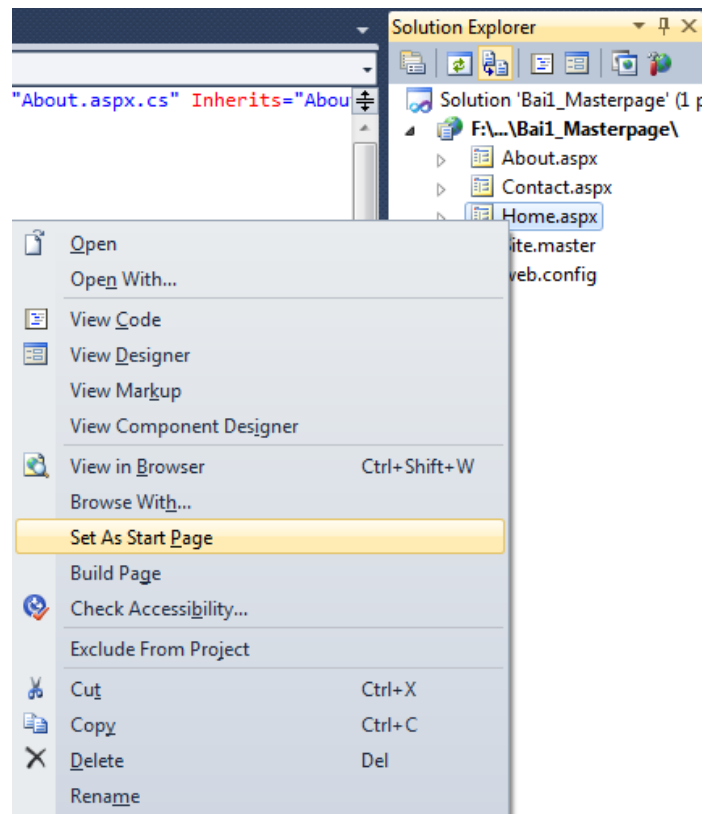 Solution Explorer
"About.aspx.cs" Inherits="Abou
Solution 'Bai1_Masterpage' (1 p
F:\...\Bai1_Masterpage\
About.aspx
Contact.aspx
Home.aspx
ite.master
web.config
Open
Open With...
View Code
View Designer
View Markup
View Component Designer
View in Browser Ctrl+Shift+W
Browse With...
Set As Start Page
Build Page
Check Accessibility...
Exclude From Project
Cut Ctrl+X
Copy Ctrl+C
Delete Del
Rename